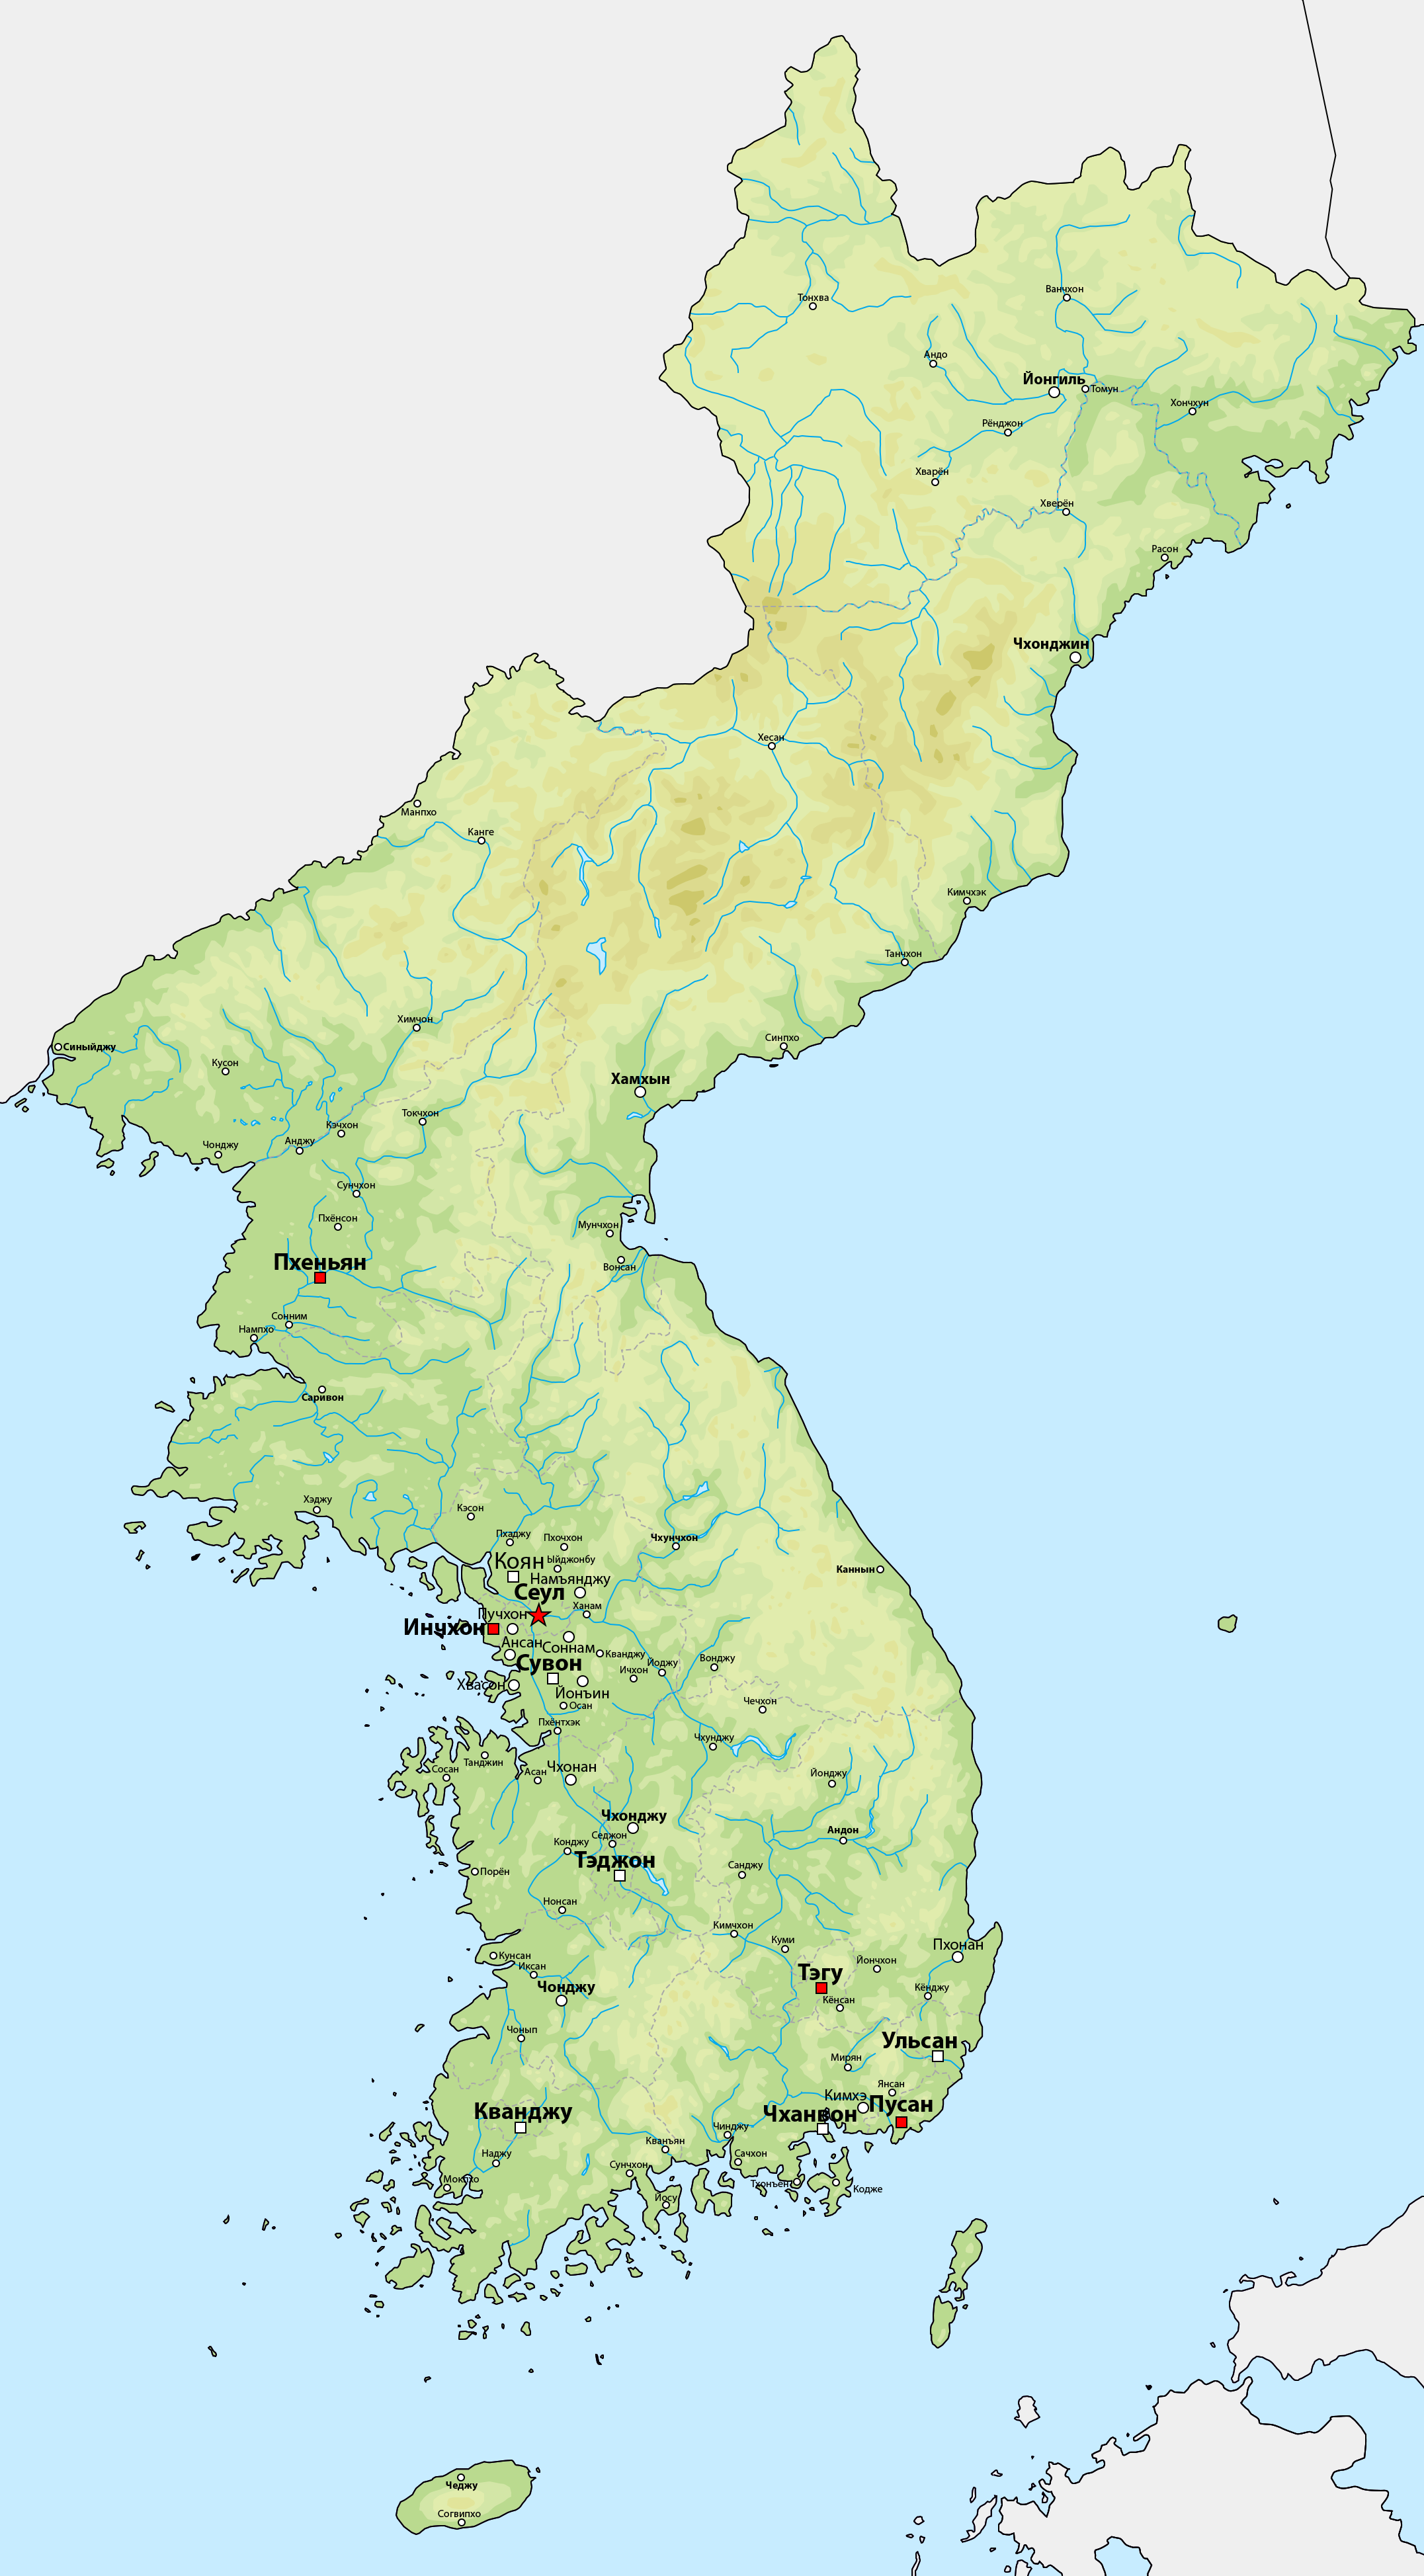 Тонхва
Ванчхон
Андо
Йонгиль
Томун
Хончхун
Рёнджон
Хварён
Хверён
Расон
Чхонджин
Хесан
Манпхо
Канге
Кимчхэк
Танчхон
Химчон
Синпхо
Синыйджу
Кусон
Хамхын
Токчхон
Кэчхон
Анджу
Чонджу
Сунчхон
Пхёнсон
Мунчхон
Вонсан
Пхеньян
Сонним
Нампхо
Саривон
Хэджу
Кэсон
Пхаджу
Пхочхон
Чхунчхон
Коян
Ыйджонбу
Каннын
Намъянджу
Сеул
Ханам
Пучхон
Инчхон
Ансан
Соннам
Кванджу
Йоджу
Вонджу
Сувон
Ичхон
Хвасон
Йонъин
Осан
Чечхон
Пхёнтхэк
Чхунджу
Танджин
Сосан
Асан
Чхонан
Йонджу
Чхонджу
Седжон
Андон
Конджу
Тэджон
Санджу
Порён
Нонсан
Кимчхон
Куми
Пхонан
Кунсан
Иксан
Йончхон
Тэгу
Чонджу
Кёнсан
Кёнджу
Чонып
Ульсан
Мирян
Янсан
Кимхэ
Пусан
Кванджу
Чханвон
Чинджу
Кванъян
Наджу
Сачхон
Сунчхон
Мокпхо
Тхонъён
Кодже
Йосу
Чеджу
Согвипхо